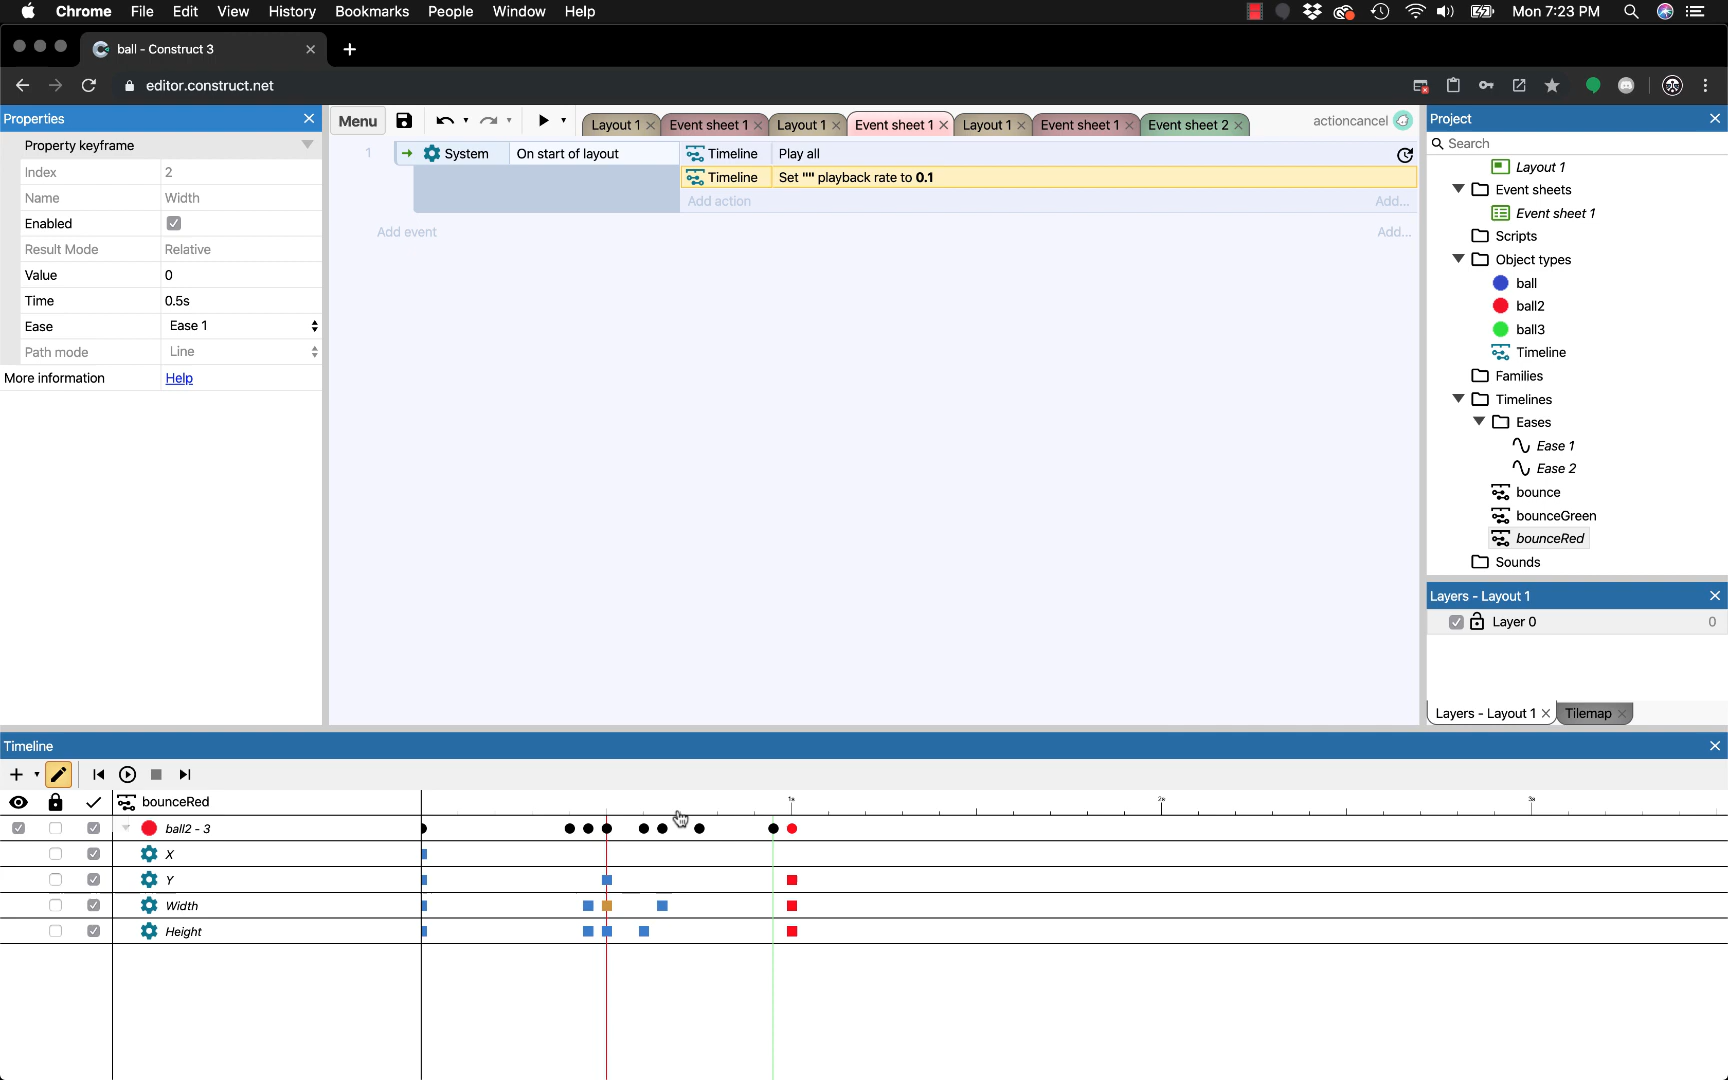 Chrome File Edit View History Bookmarks People Window Help Mon 7:23 PM
ball - Construct 3
editor.construct.net
Properties
Property keyframe
Index 2
Name Width
Enabled
Result Mode Relative
Value 0
Time 0.5s
Ease Ease 1
Path mode Line
More information Help
Menu Layout 1 Event sheet 1 Layout 1 Event sheet 1 Layout 1 Event sheet 1 Event sheet 2 actioncancel
1 System On start of layout Timeline Play all
Timeline Set "" playback rate to 0.1
Add action Add...
Add event Add...
Project
Search
Layout 1
Event sheets
Event sheet 1
Scripts
Object types
ball
ball2
ball3
Timeline
Families
Timelines
Eases
Ease 1
Ease 2
bounce
bounceGreen
bounceRed
Sounds
Layers - Layout 1
Layer 0 0
Layers - Layout 1 Tilemap
Timeline
bounceRed 1s 2s 3s
ball2 - 3
X
Y
Width
Height